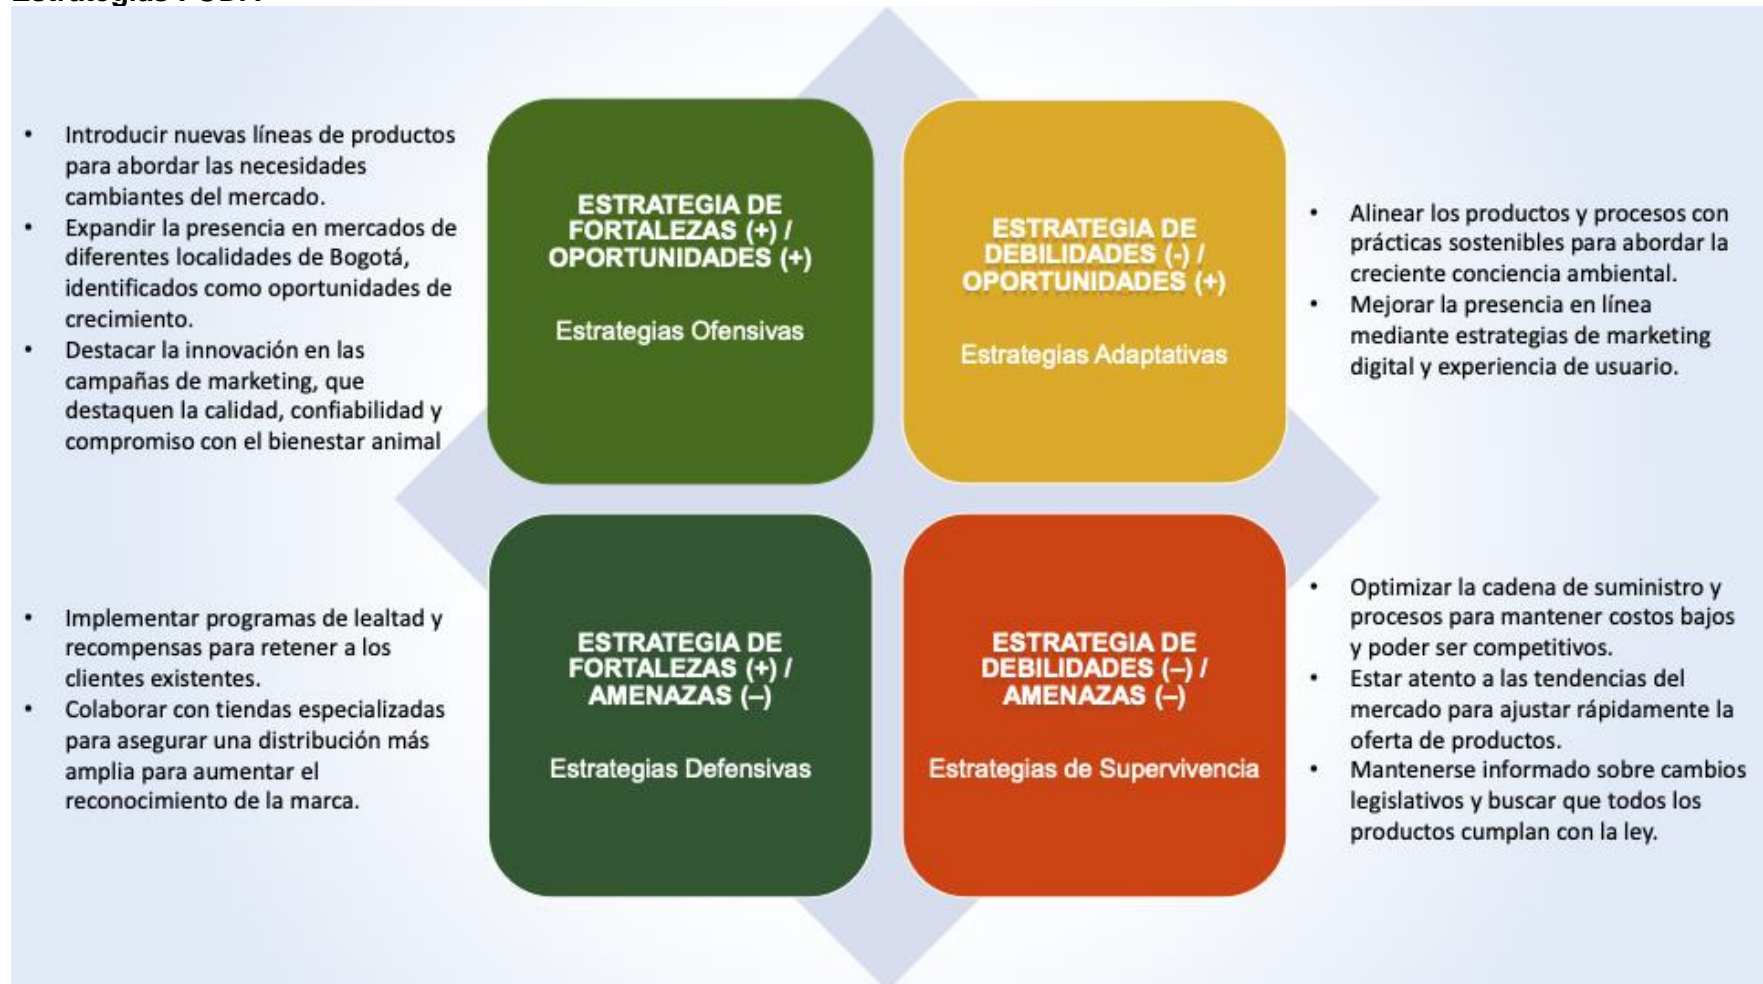 • Introducir nuevas líneas de productos
para abordar las necesidades
cambiantes del mercado.
• Expandir la presencia en mercados de
diferentes localidades de Bogotá,
identificados como oportunidades de
crecimiento.
• Destacar la innovación en las
campañas de marketing, que
destaquen la calidad, confiabilidad y
compromiso con el bienestar animal
ESTRATEGIA DE
FORTALEZAS (+) /
OPORTUNIDADES (+)
Estrategias Ofensivas
ESTRATEGIA DE
DEBILIDADES (-) /
OPORTUNIDADES (+)
Estrategias Adaptativas
• Alinear los productos y procesos con
prácticas sostenibles para abordar la
creciente conciencia ambiental.
• Mejorar la presencia en línea
mediante estrategias de marketing
digital y experiencia de usuario.
• Implementar programas de lealtad y
recompensas para retener a los
clientes existentes.
• Colaborar con tiendas especializadas
para asegurar una distribución más
amplia para aumentar el
reconocimiento de la marca.
ESTRATEGIA DE
FORTALEZAS (+) /
AMENAZAS (–)
Estrategias Defensivas
ESTRATEGIA DE
DEBILIDADES (–) /
AMENAZAS (–)
Estrategias de Supervivencia
• Optimizar la cadena de suministro y
procesos para mantener costos bajos
y poder ser competitivos.
• Estar atento a las tendencias del
mercado para ajustar rápidamente la
oferta de productos.
• Mantenerse informado sobre cambios
legislativos y buscar que todos los
productos cumplan con la ley.